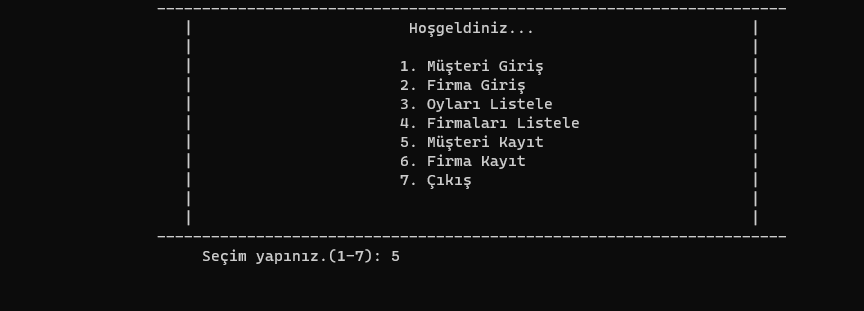 Hoşgeldiniz...
1. Müşteri Giriş
2. Firma Giriş
3. Oyları Listele
4. Firmaları Listele
5. Müşteri Kayıt
6. Firma Kayıt
7. Çıkış
Seçim yapınız.(1-7): 5